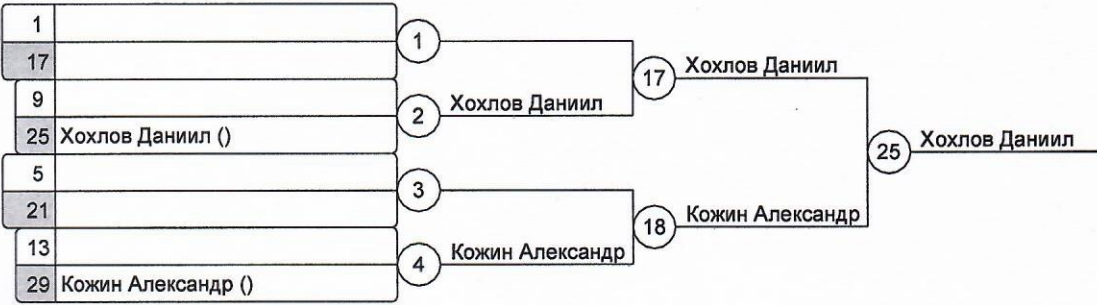 1
1
17
17 Хохлов Даниил
9
2 Хохлов Даниил
25 Хохлов Даниил ()
25 Хохлов Даниил
5
3
21
18 Кожин Александр
13
4 Кожин Александр
29 Кожин Александр ()